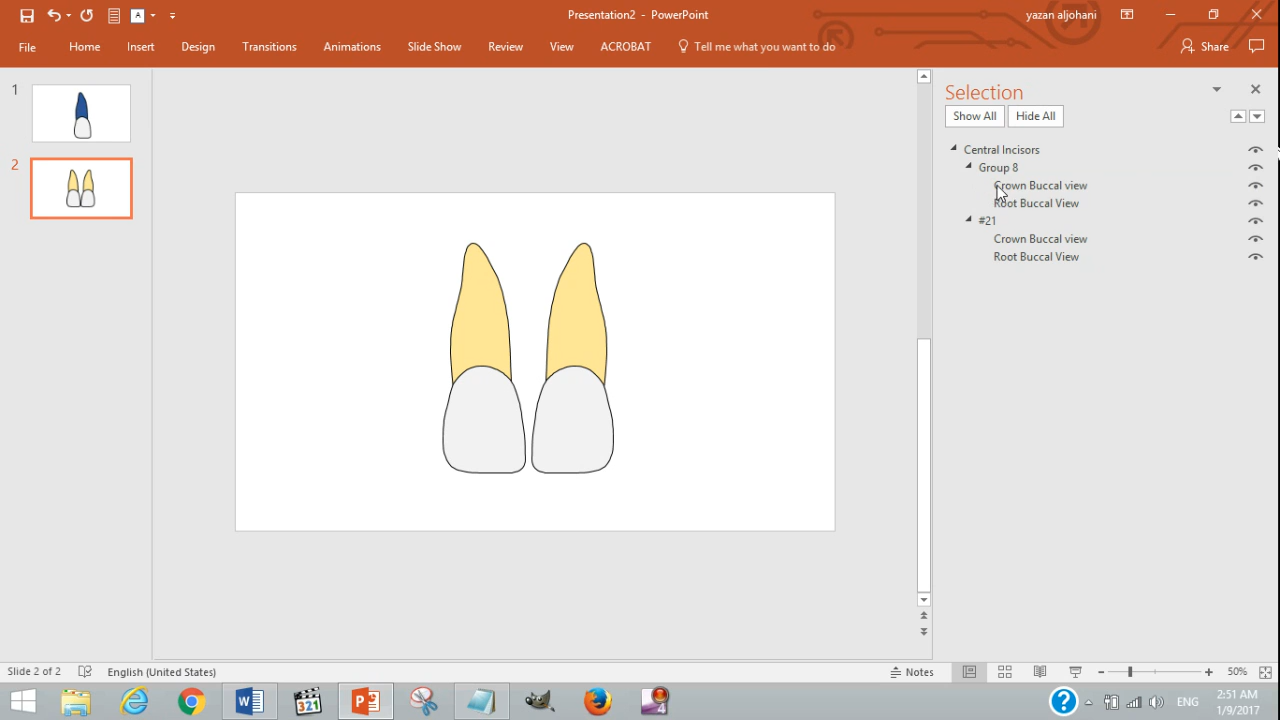 Presentation2 - PowerPoint
yazan aljohani
File Home Insert Design Transitions Animations Slide Show Review View ACROBAT Tell me what you want to do Share
1
2
Selection
Show All Hide All
Central Incisors
Group 8
Crown Buccal view
Root Buccal View
#21
Crown Buccal view
Root Buccal View
Slide 2 of 2 English (United States) Notes 50%
321
4
ENG
2:51 AM
1/9/2017